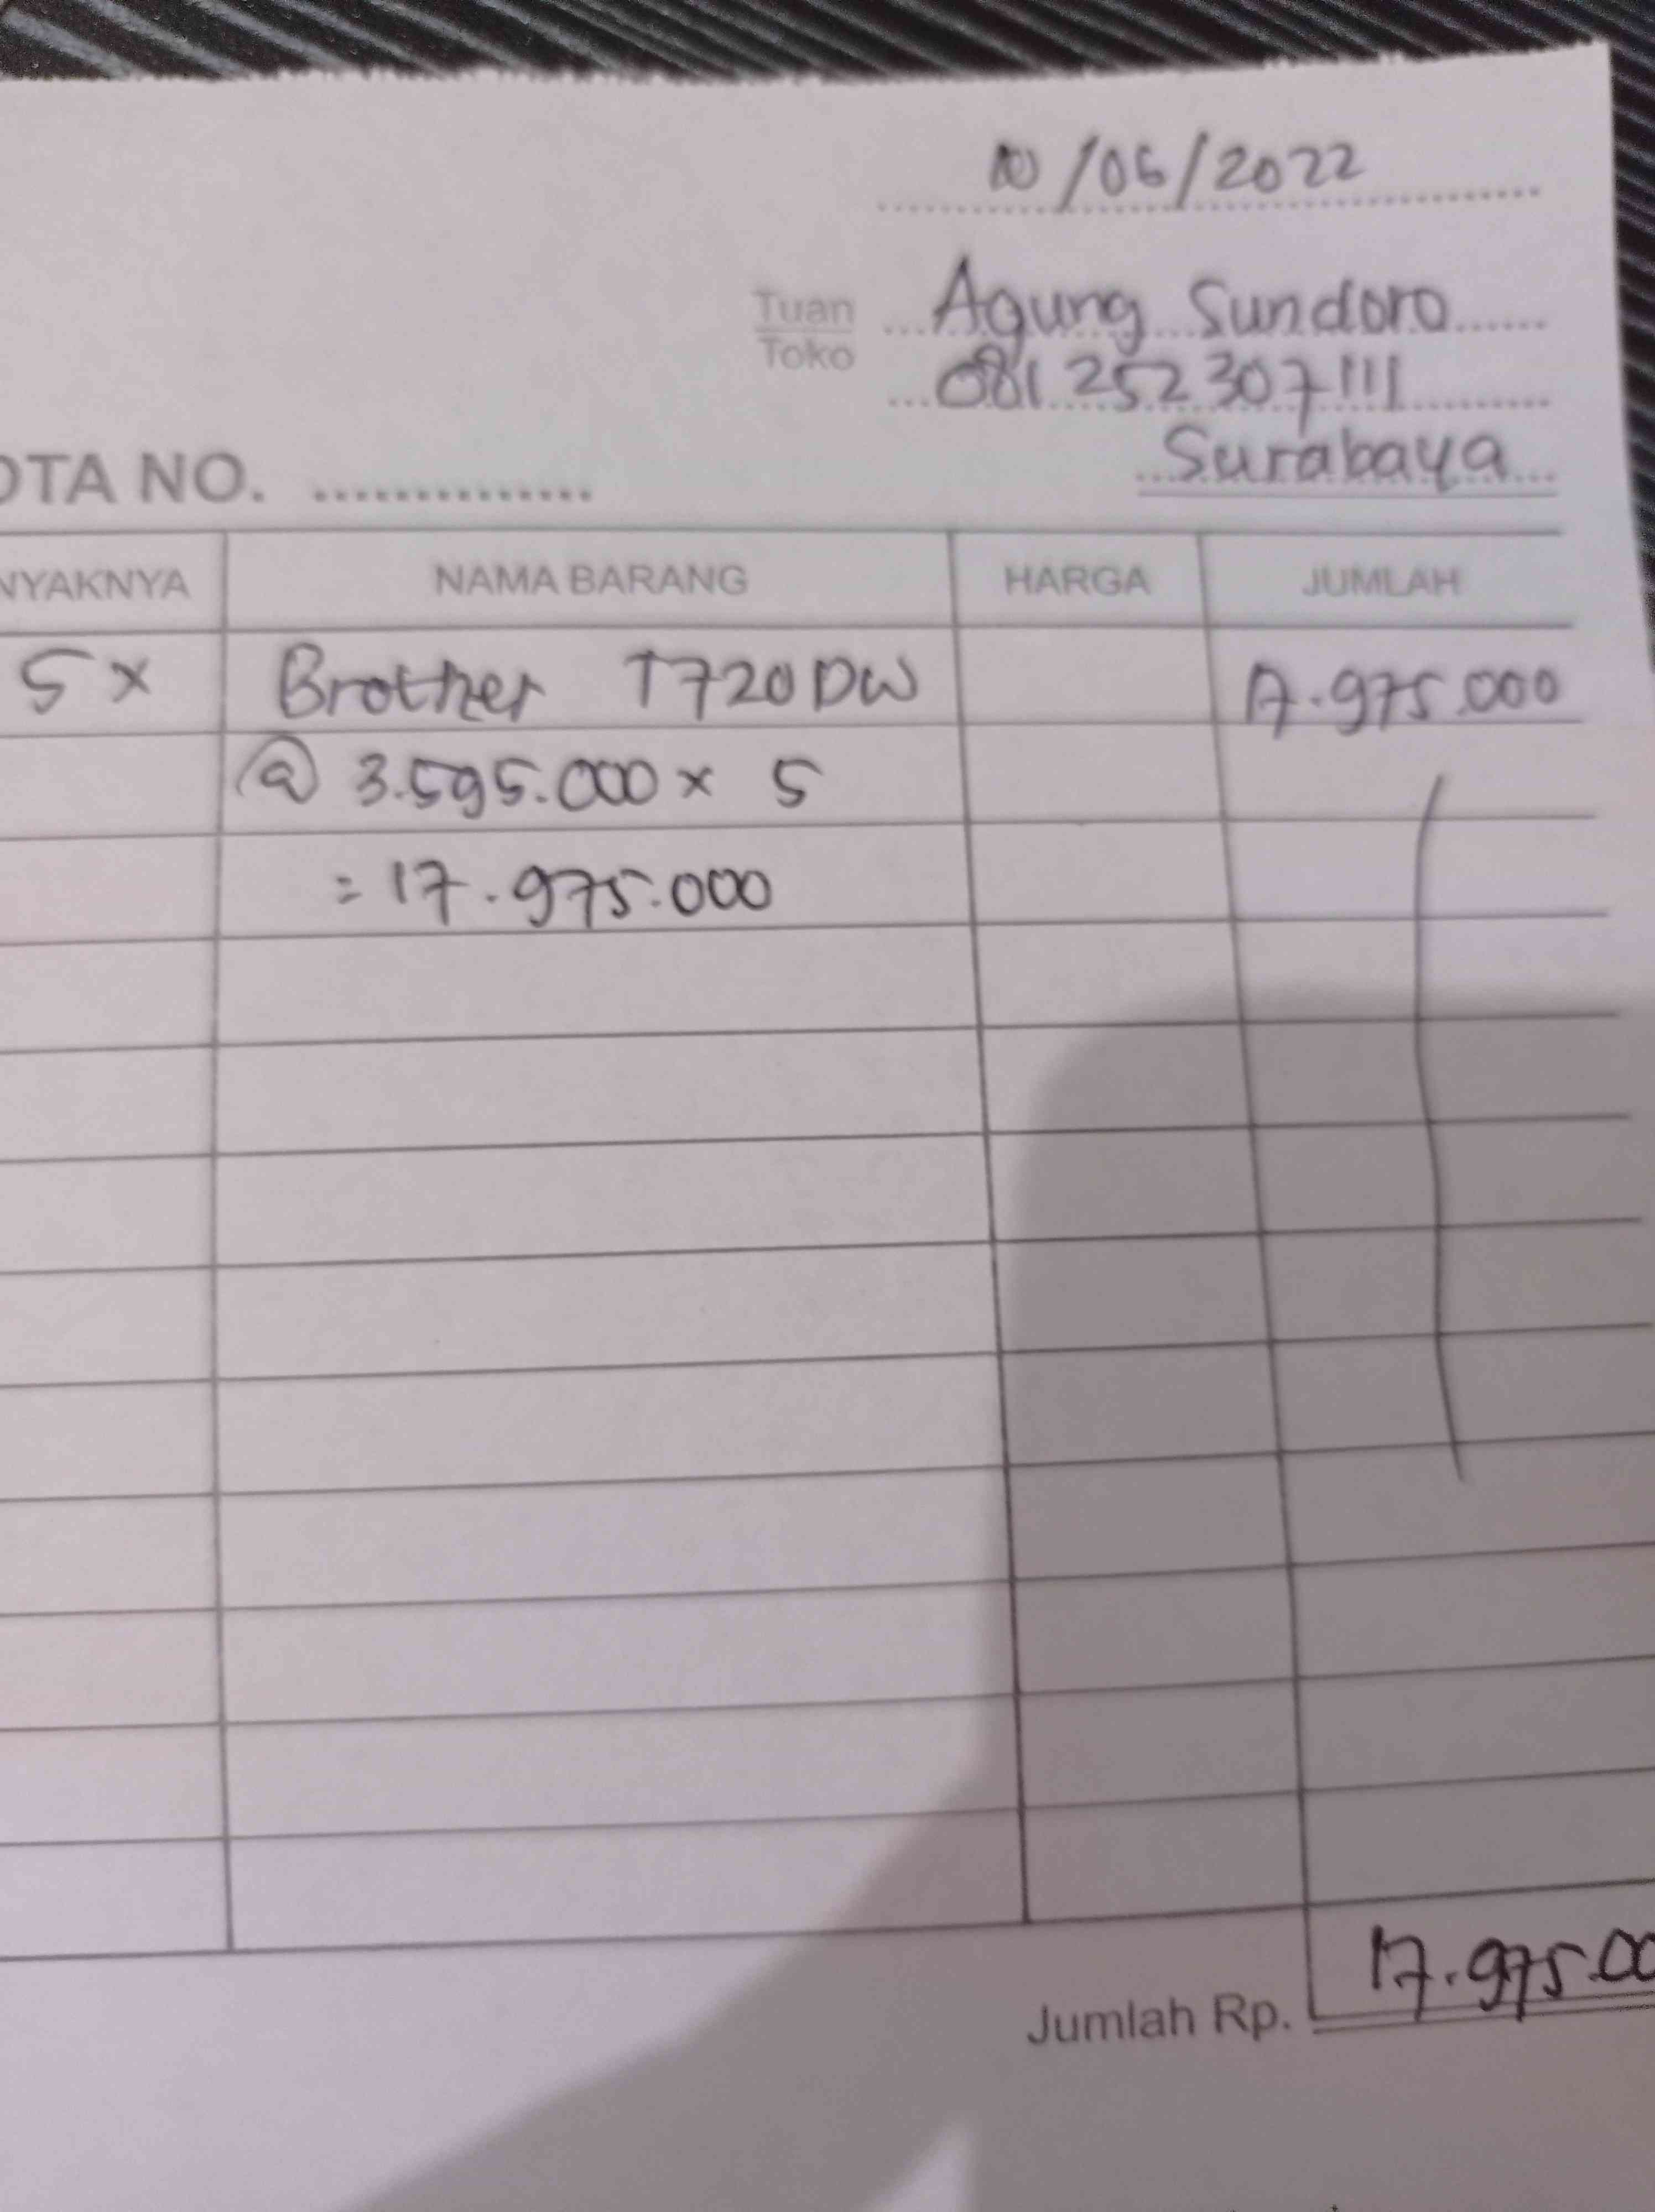 10/06/2022
Tuan Agung Sundoro
Toko 081252307111
Surabaya
OTA NO. ..............
NYAKNYA NAMA BARANG HARGA JUMLAH
5 x Brother T720DW 17.975.000
@ 3.595.000 x 5
= 17.975.000
Jumlah Rp. 17.975.00